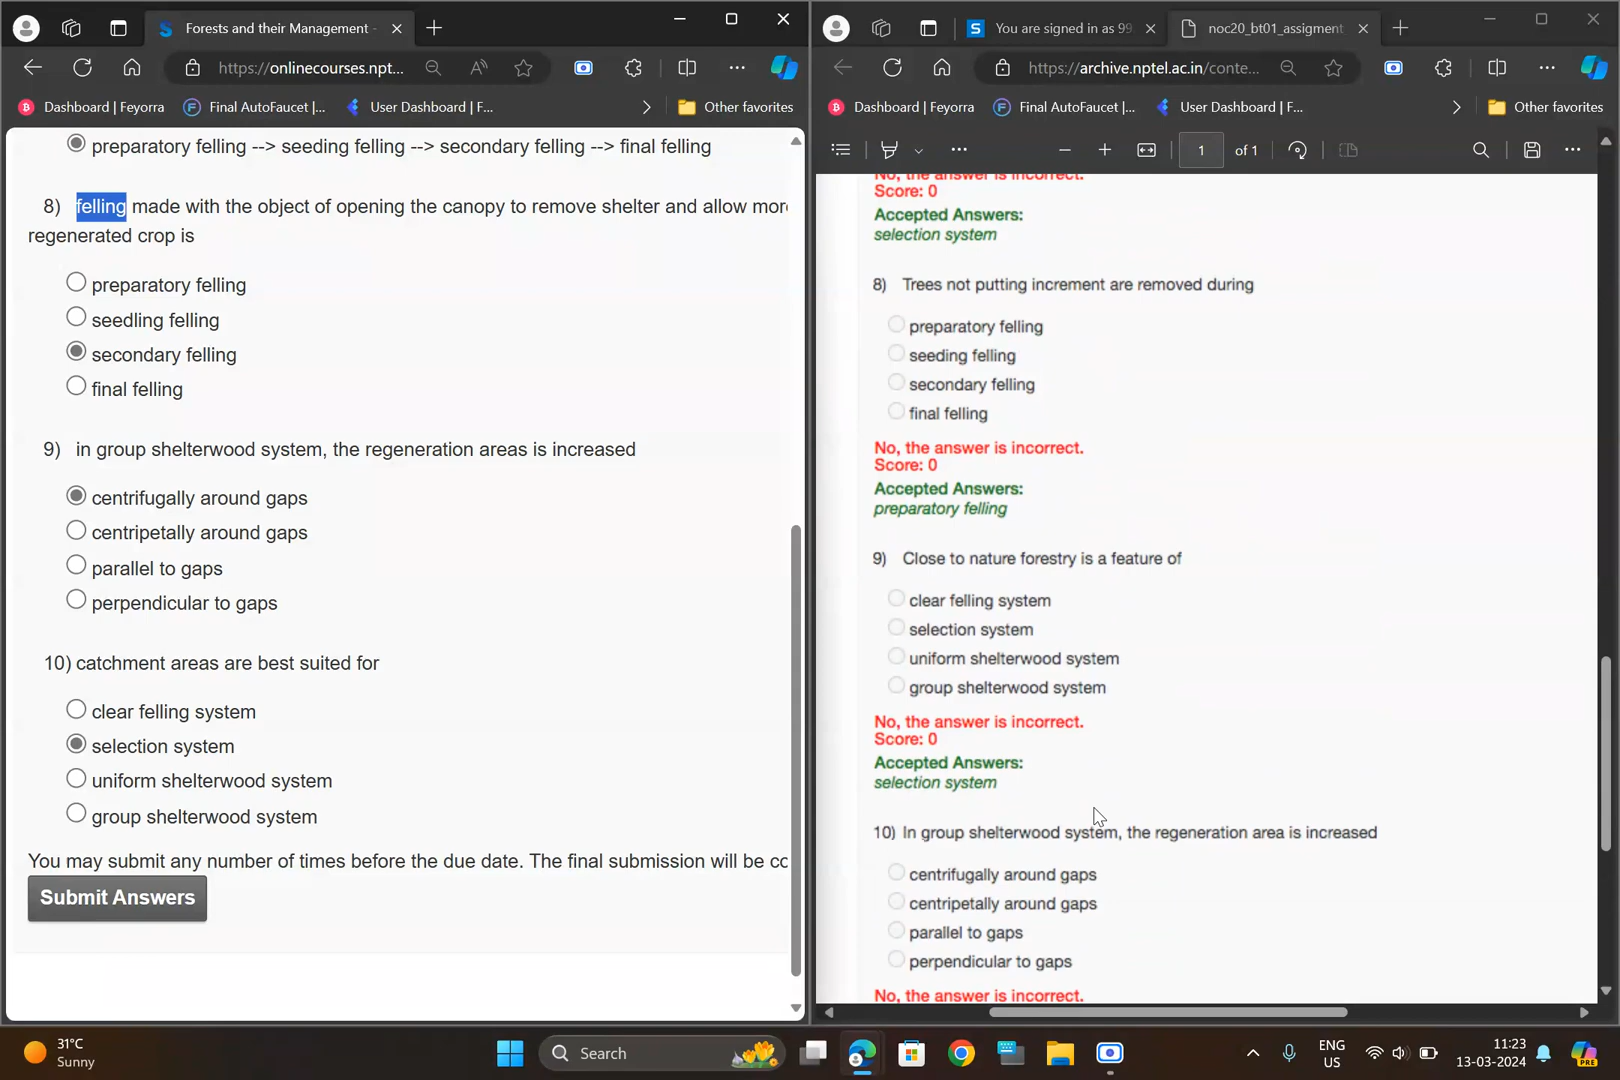 Forests and their Management -
You are signed in as 99
noc20_bt01_assigment
https://onlinecourses.npt...
https://archive.nptel.ac.in/conte...
Dashboard | Feyorra
Final AutoFaucet |...
User Dashboard | F...
Other favorites
Dashboard | Feyorra
Final AutoFaucet |...
User Dashboard | F...
Other favorites
1 of 1
preparatory felling --> seeding felling --> secondary felling --> final felling
8) felling made with the object of opening the canopy to remove shelter and allow more
regenerated crop is
preparatory felling
seedling felling
secondary felling
final felling
9) in group shelterwood system, the regeneration areas is increased
centrifugally around gaps
centripetally around gaps
parallel to gaps
perpendicular to gaps
10) catchment areas are best suited for
clear felling system
selection system
uniform shelterwood system
group shelterwood system
You may submit any number of times before the due date. The final submission will be co
Submit Answers
No, the answer is incorrect.
Score: 0
Accepted Answers:
selection system
8) Trees not putting increment are removed during
preparatory felling
seeding felling
secondary felling
final felling
No, the answer is incorrect.
Score: 0
Accepted Answers:
preparatory felling
9) Close to nature forestry is a feature of
clear felling system
selection system
uniform shelterwood system
group shelterwood system
No, the answer is incorrect.
Score: 0
Accepted Answers:
selection system
10) In group shelterwood system, the regeneration area is increased
centrifugally around gaps
centripetally around gaps
parallel to gaps
perpendicular to gaps
No, the answer is incorrect.
31°C
Sunny
Search
ENG
US
11:23
13-03-2024
PRE